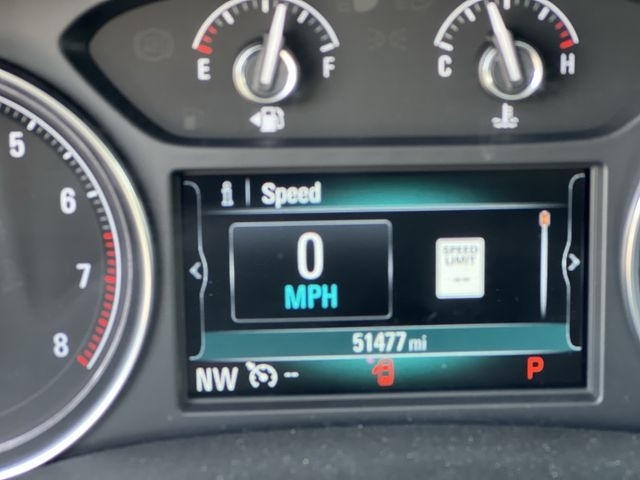 E F
C H
5
6
7
8
i Speed
0
MPH
SPEED
LIMIT
--
51477 mi
NW --
P